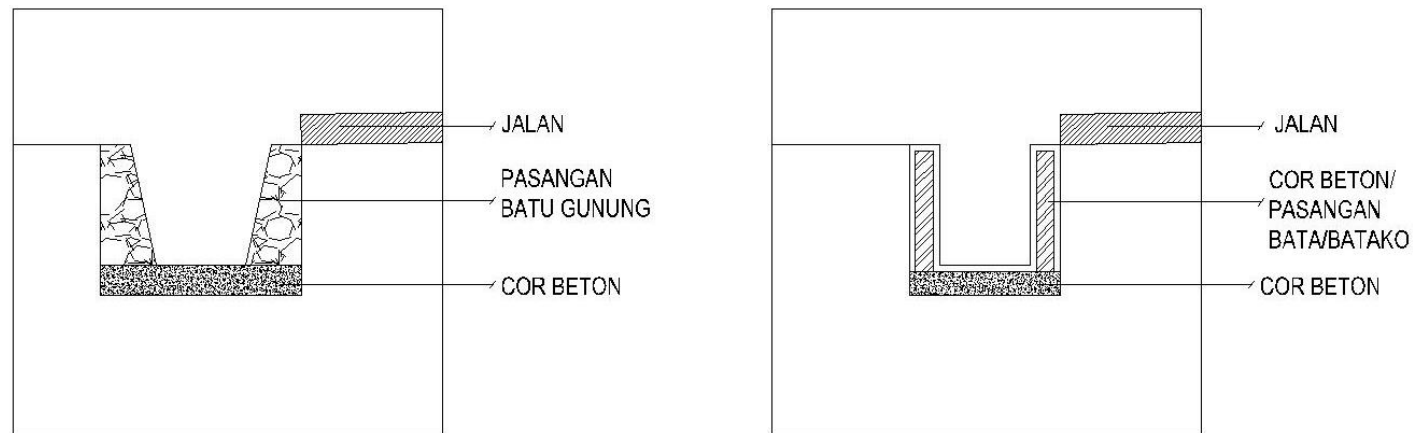 JALAN
PASANGAN
BATU GUNUNG
COR BETON
JALAN
COR BETON/
PASANGAN
BATA/BATAKO
COR BETON